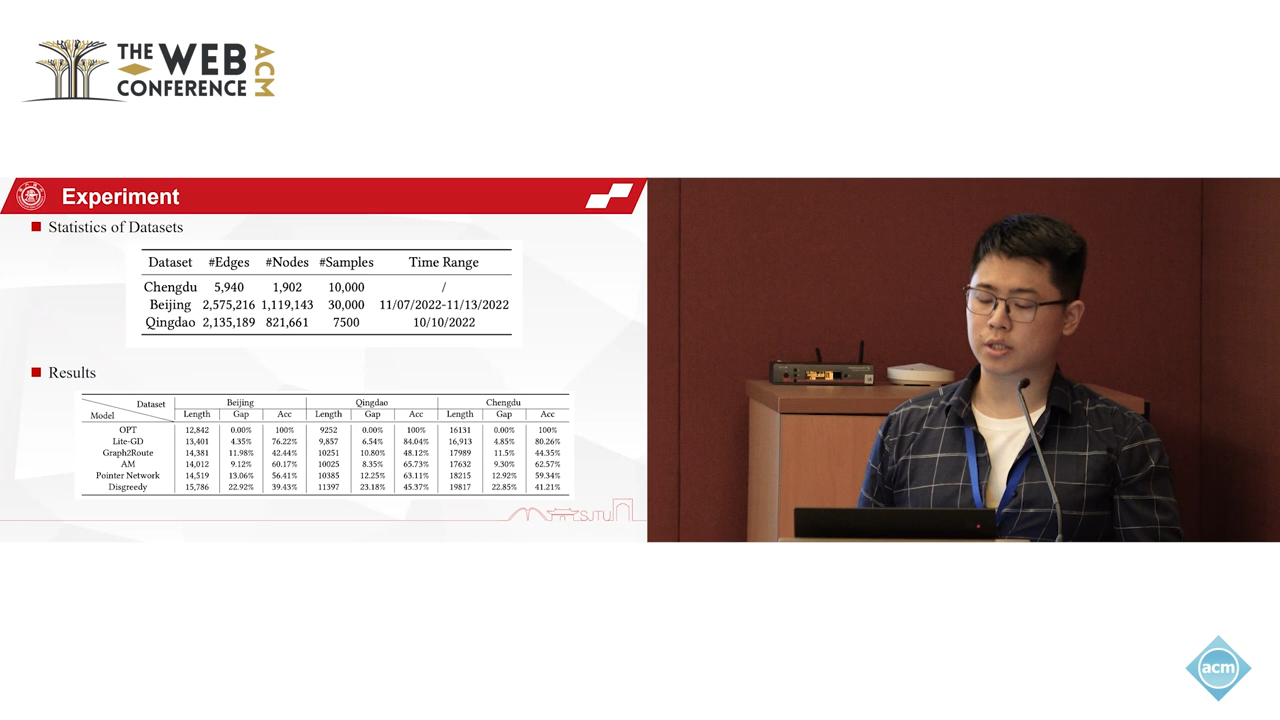 THE WEB
CONFERENCE
ACM
Experiment
Statistics of Datasets
Dataset #Edges #Nodes #Samples Time Range
Chengdu 5,940 1,902 10,000 /
Beijing 2,575,216 1,119,143 30,000 11/07/2022-11/13/2022
Qingdao 2,135,189 821,661 7500 10/10/2022
Results
Dataset Beijing Qingdao Chengdu
Model Length Gap Acc Length Gap Acc Length Gap Acc
OPT 12,842 0.00% 100% 9252 0.00% 100% 16131 0.00% 100%
Lite-GD 13,401 4.35% 76.22% 9,857 6.54% 84.04% 16,913 4.85% 80.26%
Graph2Route 14,381 11.98% 42.44% 10251 10.80% 48.12% 17989 11.5% 44.35%
AM 14,012 9.12% 60.17% 10025 8.35% 65.73% 17632 9.30% 62.57%
Pointer Network 14,519 13.06% 56.41% 10385 12.25% 63.11% 18215 12.92% 59.34%
Disgreedy 15,786 22.92% 39.43% 11397 23.18% 45.37% 19817 22.85% 41.21%
SJTU
acm